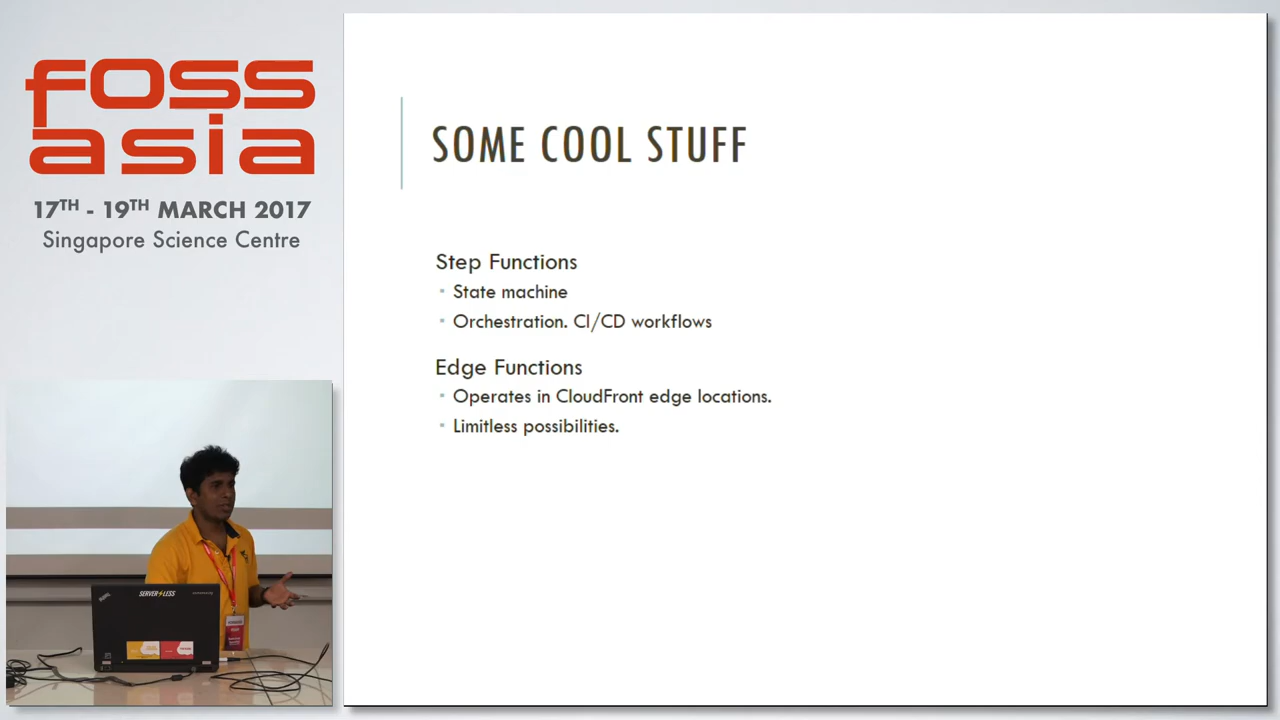 foss
asia
17TH - 19TH MARCH 2017
Singapore Science Centre
SOME COOL STUFF
Step Functions
State machine
Orchestration. CI/CD workflows
Edge Functions
Operates in CloudFront edge locations.
Limitless possibilities.
SERVERLESS